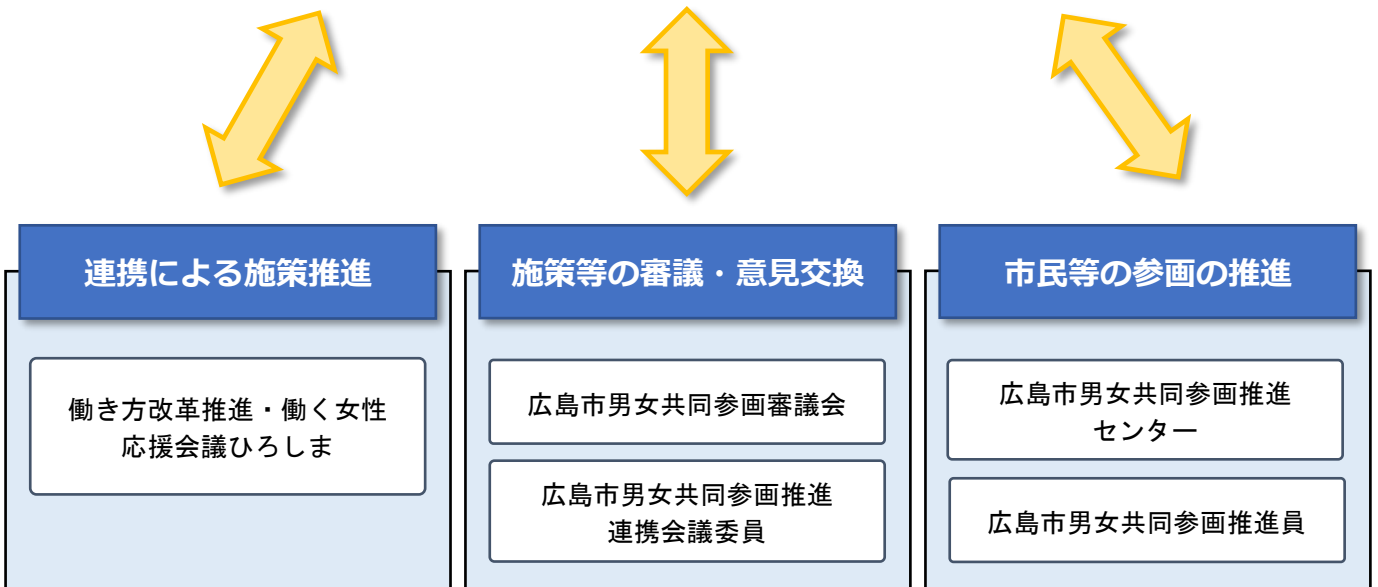 連携による施策推進
働き方改革推進・働く女性
応援会議ひろしま
施策等の審議・意見交換
広島市男女共同参画審議会
広島市男女共同参画推進
連携会議委員
市民等の参画の推進
広島市男女共同参画推進
センター
広島市男女共同参画推進員